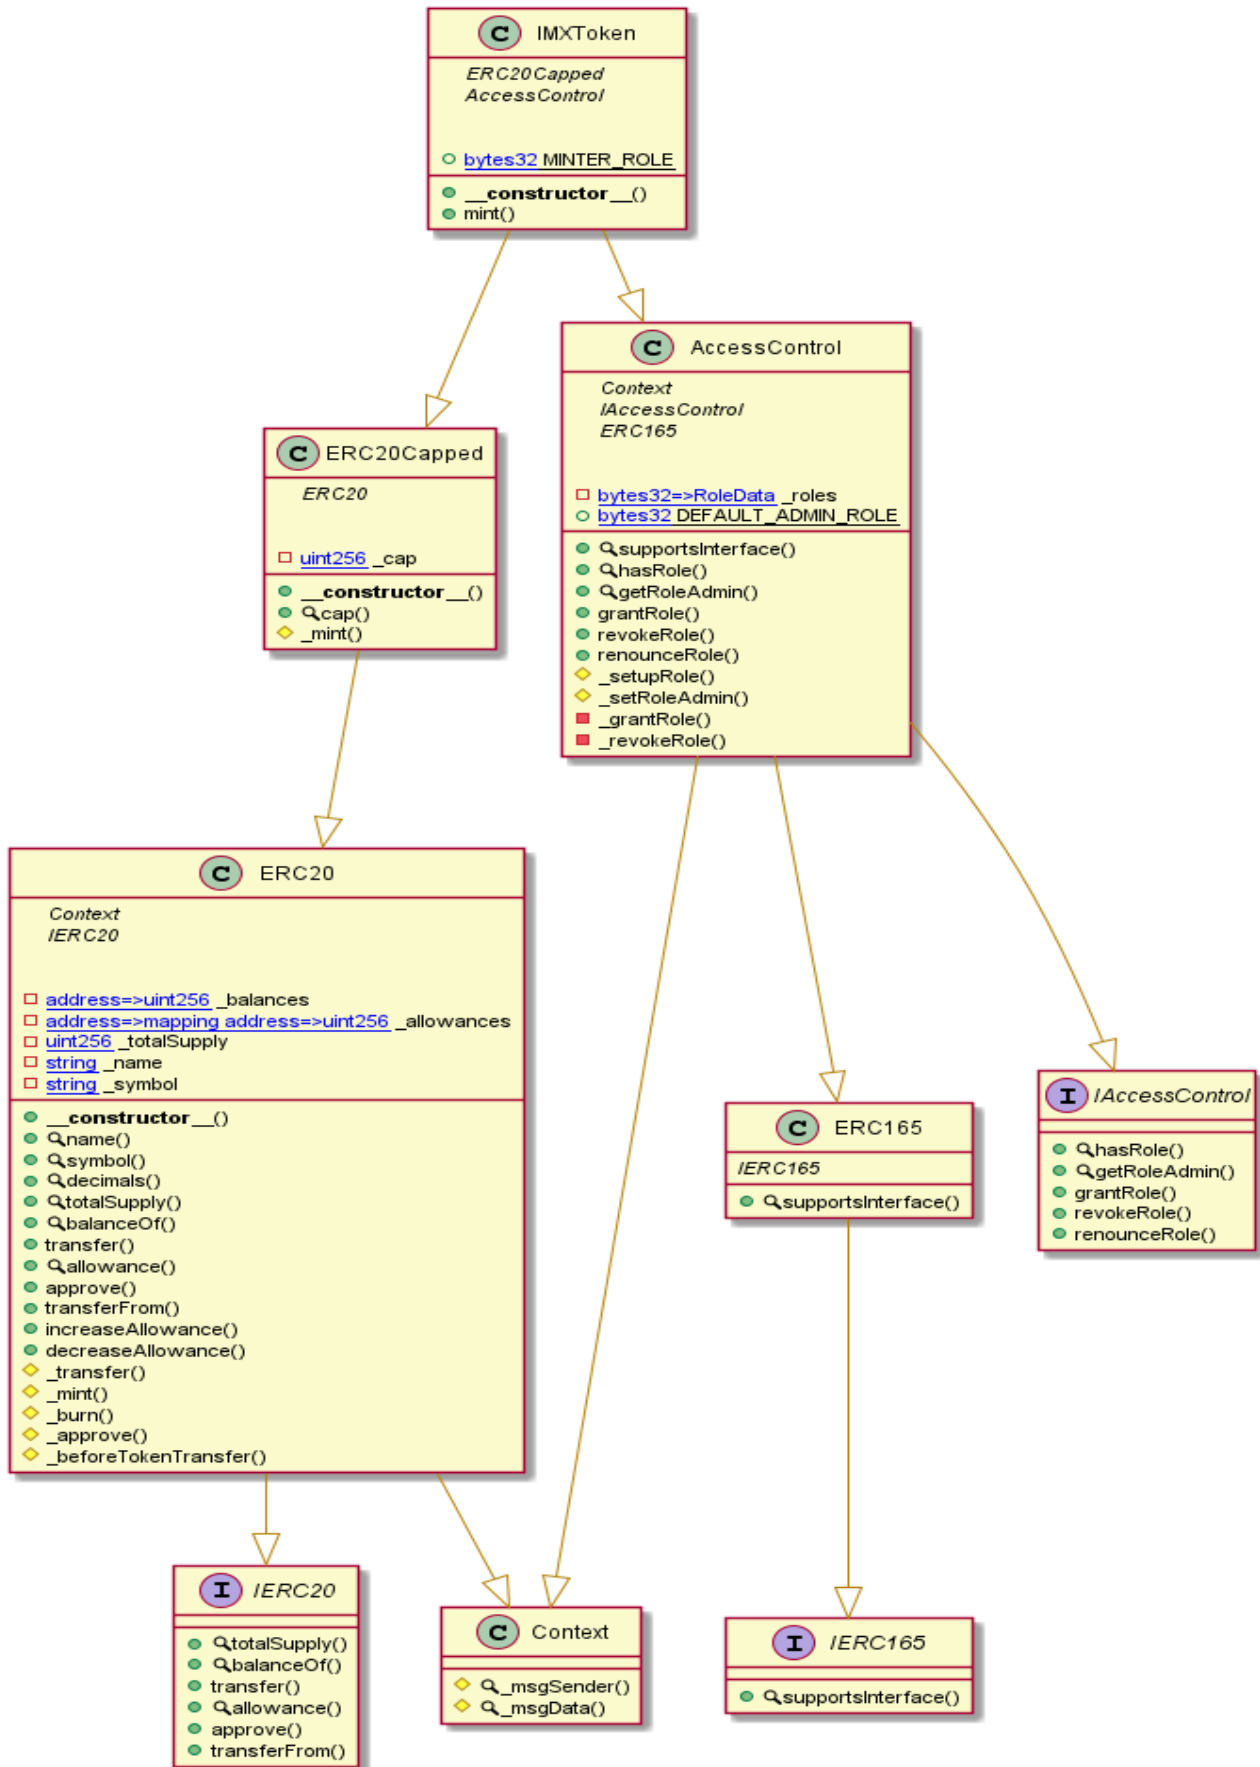 C IMXToken
ERC20Capped
AccessControl
bytes32 MINTER_ROLE
__constructor__()
mint()
C AccessControl
Context
IAccessControl
ERC165
bytes32=>RoleData _roles
bytes32 DEFAULT_ADMIN_ROLE
supportsInterface()
hasRole()
getRoleAdmin()
grantRole()
revokeRole()
renounceRole()
_setupRole()
_setRoleAdmin()
_grantRole()
_revokeRole()
C ERC20Capped
ERC20
uint256 _cap
__constructor__()
cap()
_mint()
C ERC20
Context
IERC20
address=>uint256 _balances
address=>mapping address=>uint256 _allowances
uint256 _totalSupply
string _name
string _symbol
__constructor__()
name()
symbol()
decimals()
totalSupply()
balanceOf()
transfer()
allowance()
approve()
transferFrom()
increaseAllowance()
decreaseAllowance()
_transfer()
_mint()
_burn()
_approve()
_beforeTokenTransfer()
C ERC165
IERC165
supportsInterface()
I IAccessControl
hasRole()
getRoleAdmin()
grantRole()
revokeRole()
renounceRole()
I IERC20
totalSupply()
balanceOf()
transfer()
allowance()
approve()
transferFrom()
C Context
_msgSender()
_msgData()
I IERC165
supportsInterface()